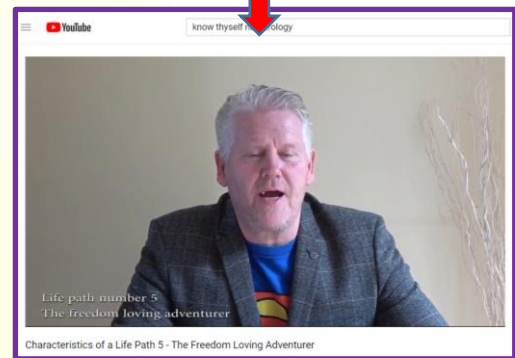 YouTube
know thyself
Life path number 5
The freedom loving adventurer
Characteristics of a Life Path 5 - The Freedom Loving Adventurer